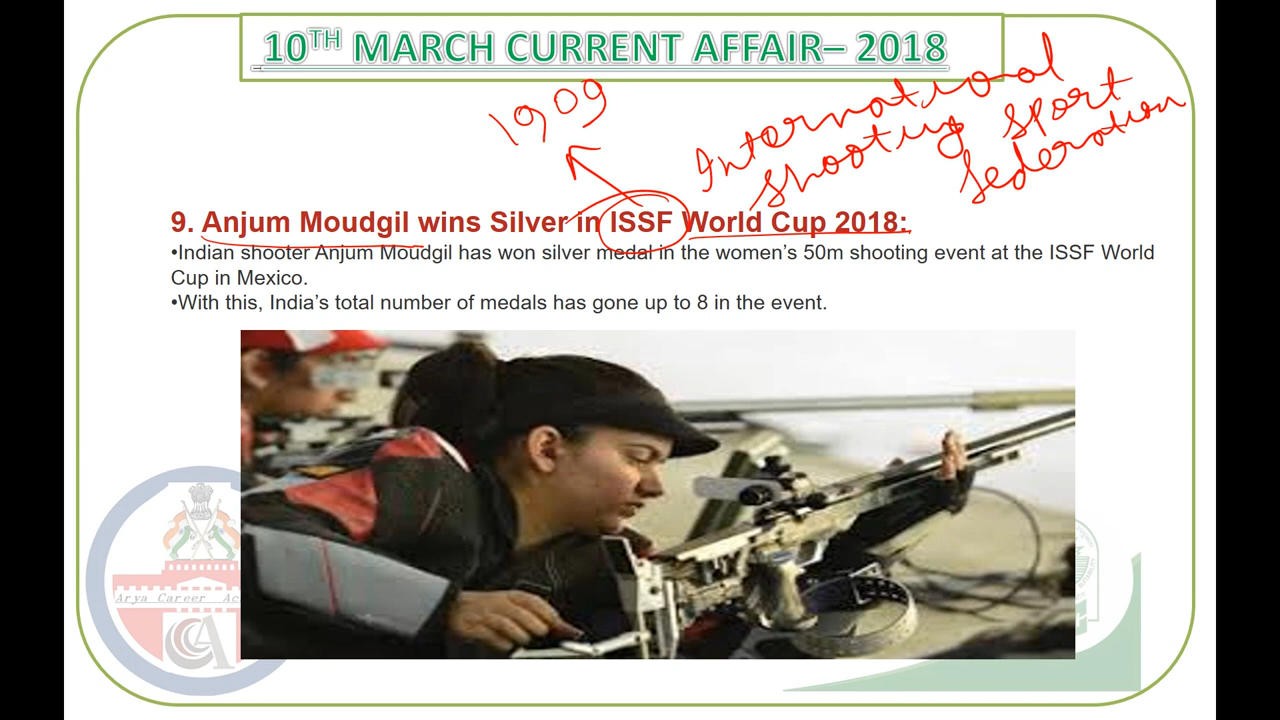 10TH MARCH CURRENT AFFAIR– 2018
1909
International
Shooting Sport
federation
9. Anjum Moudgil wins Silver in ISSF World Cup 2018:
•Indian shooter Anjum Moudgil has won silver medal in the women’s 50m shooting event at the ISSF World
Cup in Mexico.
•With this, India’s total number of medals has gone up to 8 in the event.
Arya Career Ac
CCA